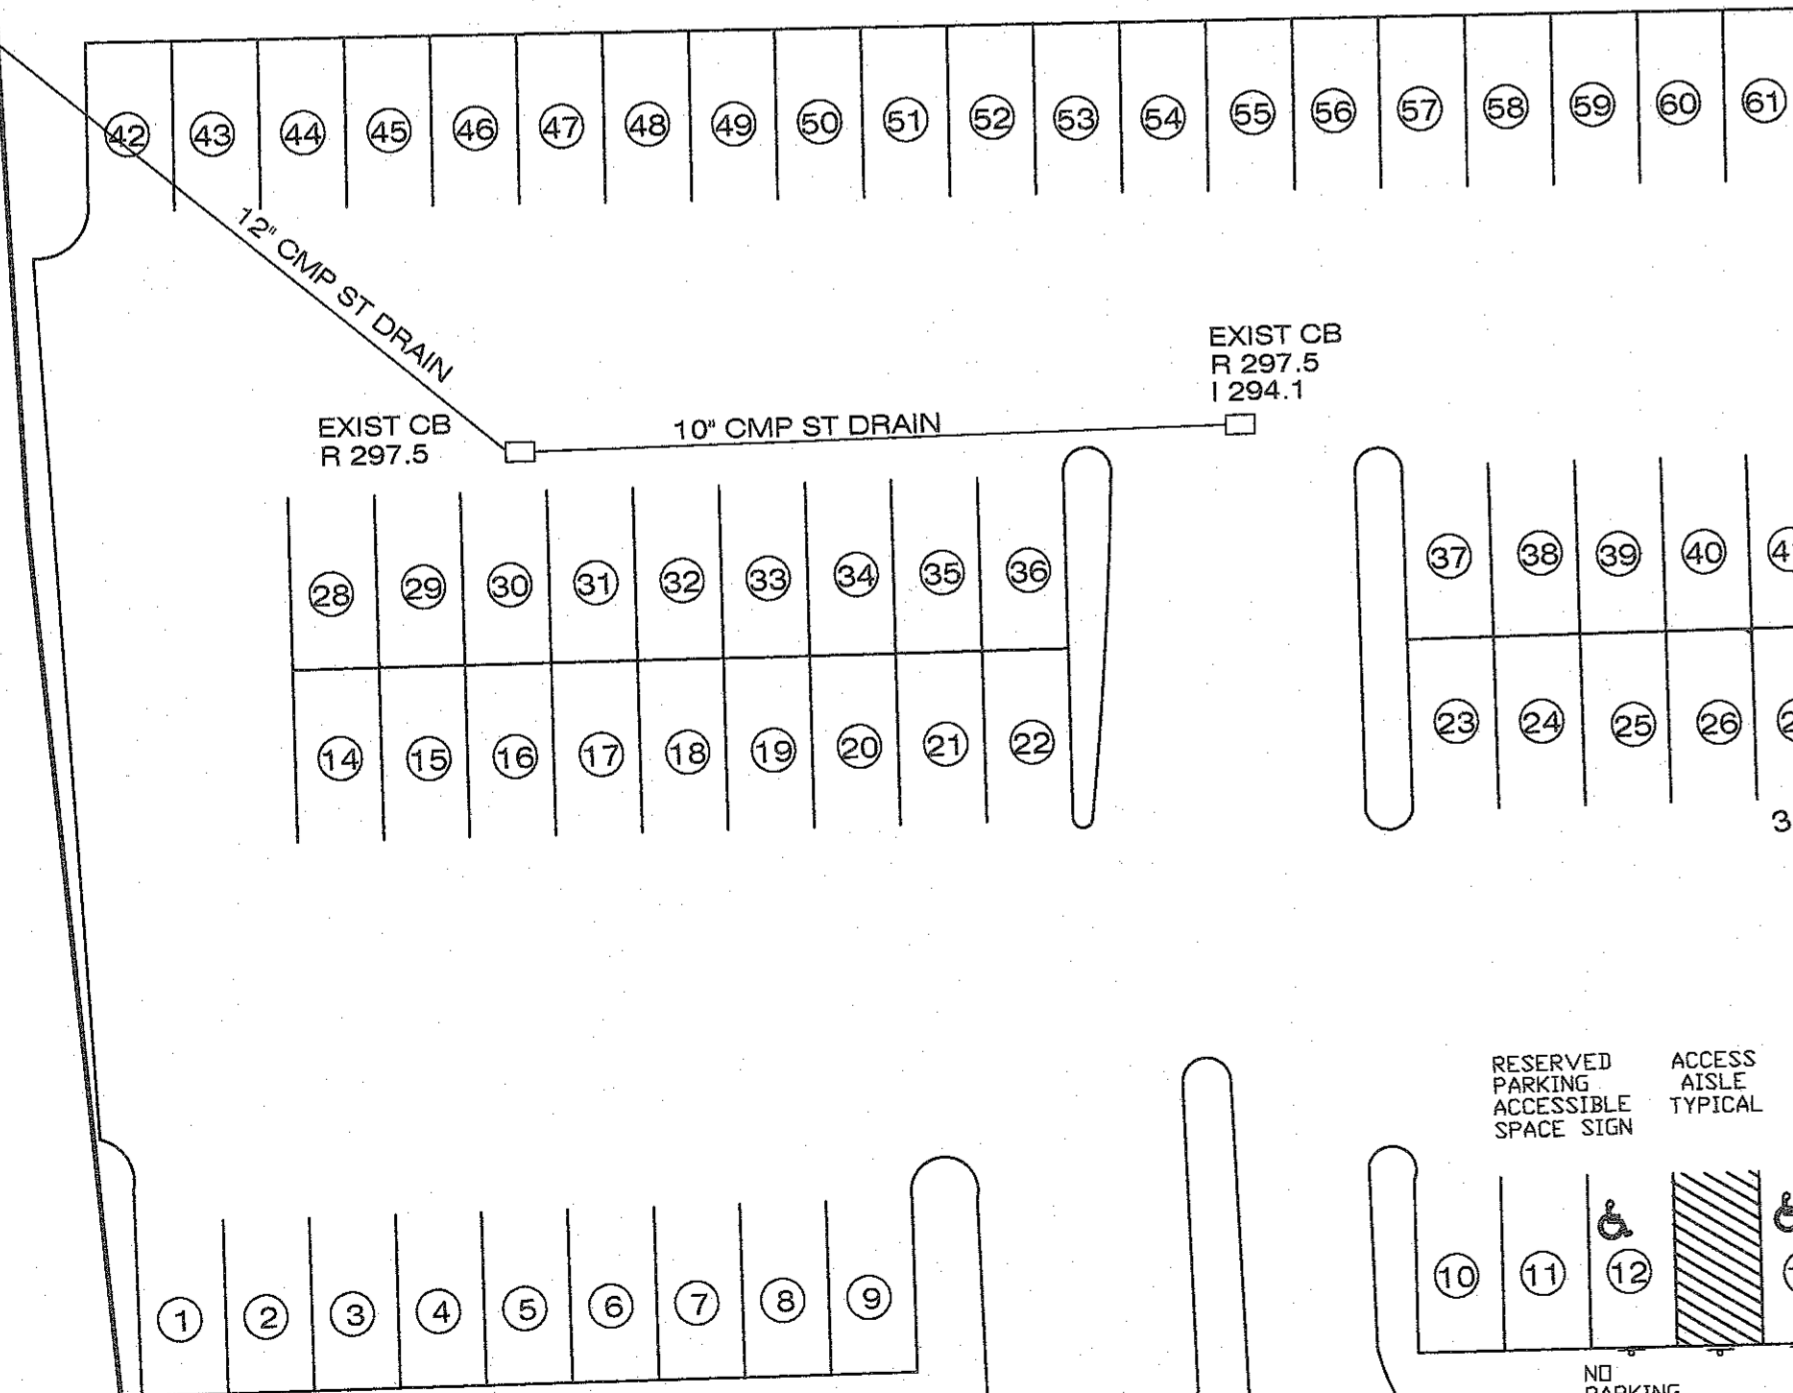 42 43 44 45 46 47 48 49 50 51 52 53 54 55 56 57 58 59 60 61
12" CMP ST DRAIN
EXIST CB
R 297.5
I 294.1
EXIST CB
R 297.5
10" CMP ST DRAIN
28 29 30 31 32 33 34 35 36 37 38 39 40
14 15 16 17 18 19 20 21 22 23 24 25 26
3
RESERVED
PARKING
ACCESSIBLE
SPACE SIGN
ACCESS
AISLE
TYPICAL
1 2 3 4 5 6 7 8 9 10 11 12
NO
PARKING